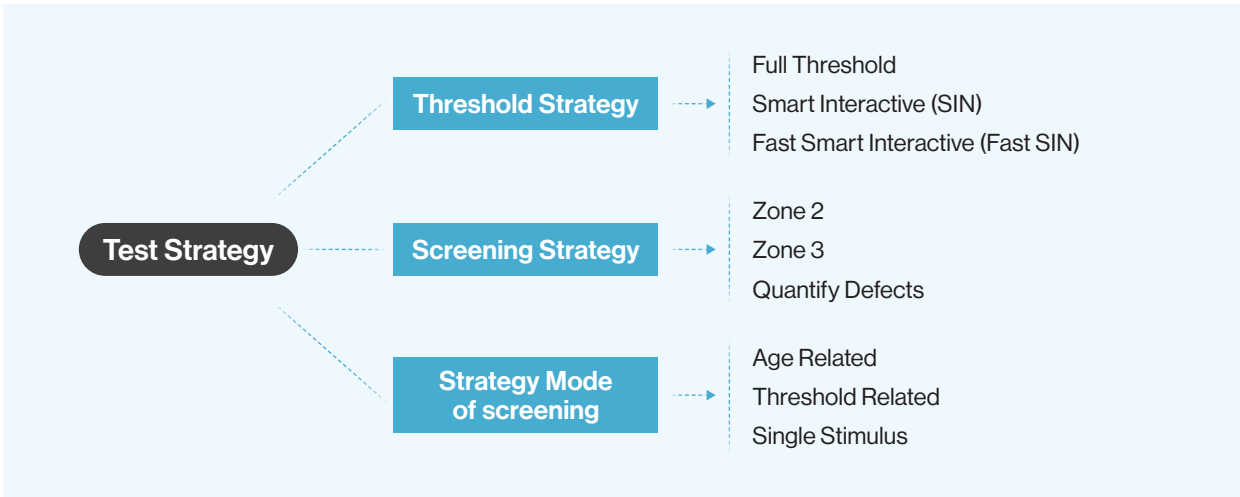 Test Strategy
Threshold Strategy
Full Threshold
Smart Interactive (SIN)
Fast Smart Interactive (Fast SIN)
Screening Strategy
Zone 2
Zone 3
Quantify Defects
Strategy Mode
of screening
Age Related
Threshold Related
Single Stimulus